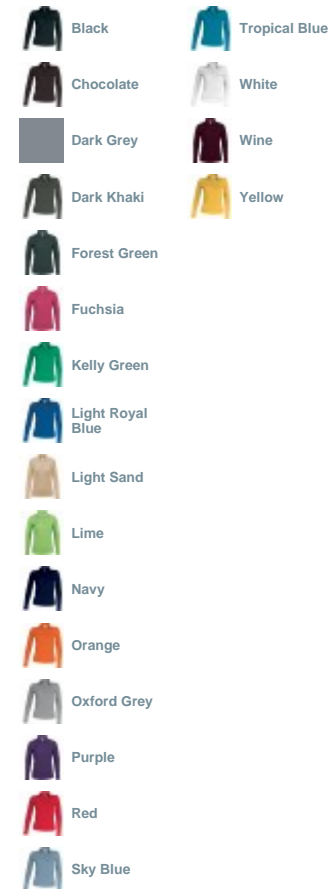 Black
Chocolate
Dark Grey
Dark Khaki
Forest Green
Fuchsia
Kelly Green
Light Royal
Blue
Light Sand
Lime
Navy
Orange
Oxford Grey
Purple
Red
Sky Blue
Tropical Blue
White
Wine
Yellow